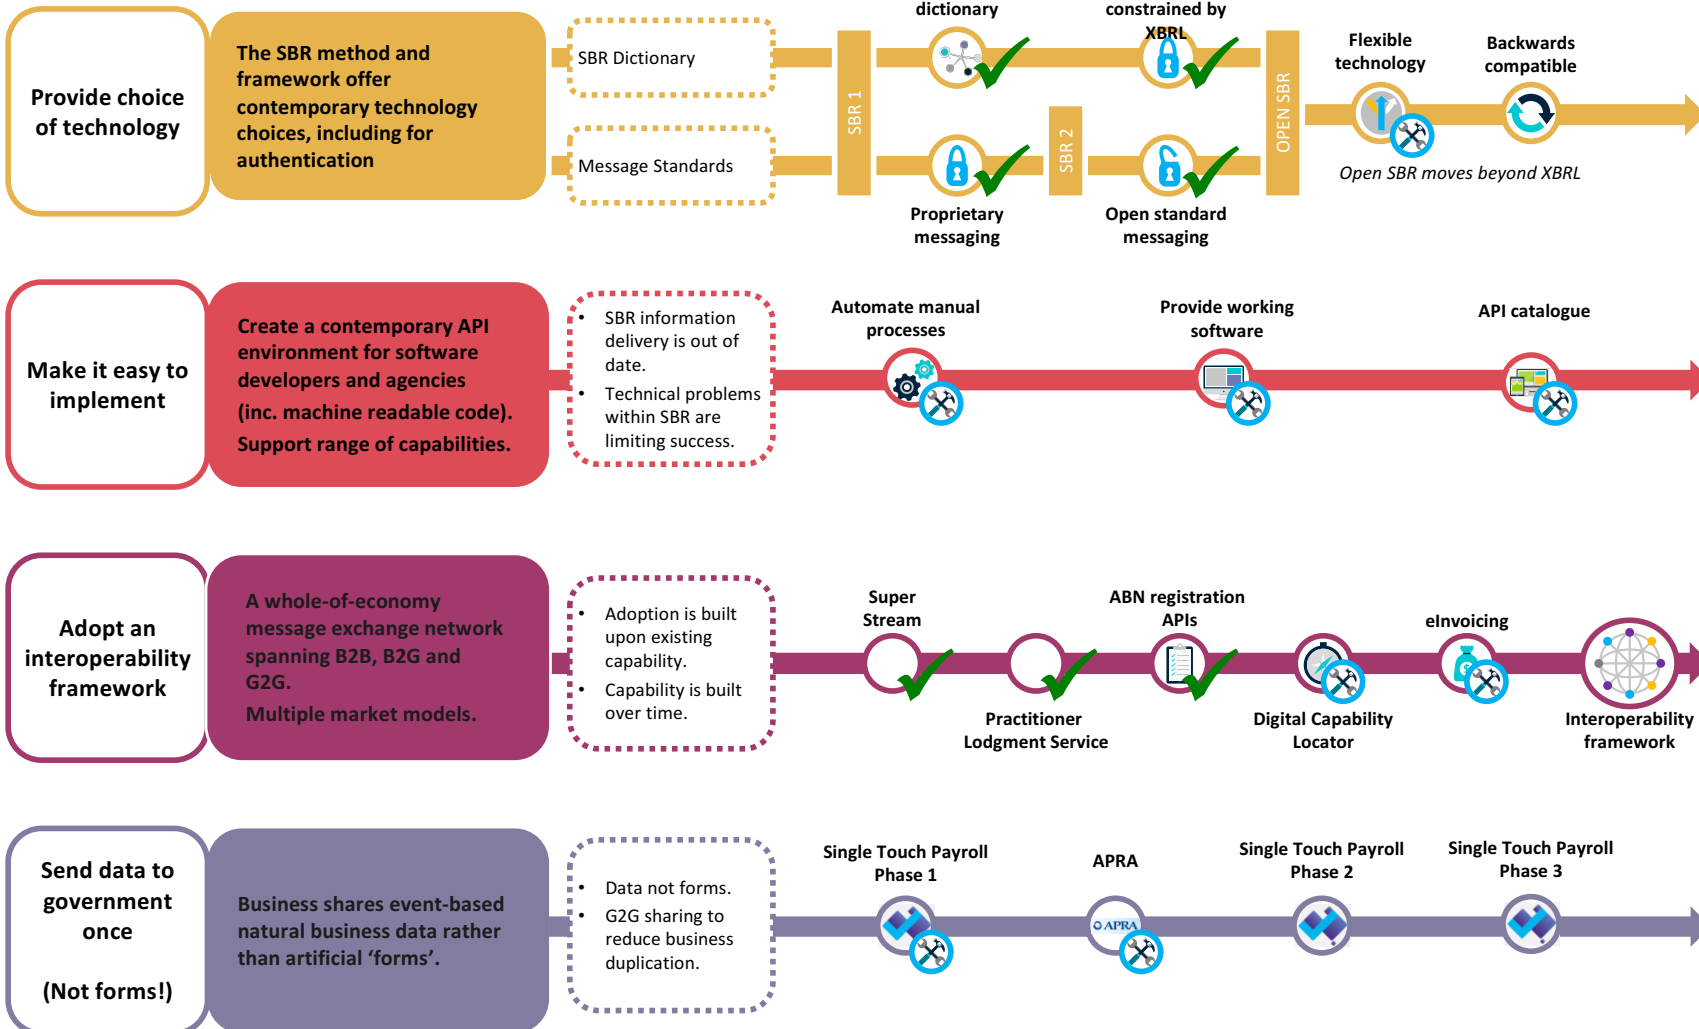 Provide choice
of technology
The SBR method and
framework offer
contemporary technology
choices, including for
authentication
SBR Dictionary
Message Standards
SBR 1
dictionary
Proprietary
messaging
SBR 2
constrained by
XBRL
Open standard
messaging
OPEN SBR
Flexible
technology
Backwards
compatible
Open SBR moves beyond XBRL
Make it easy to
implement
Create a contemporary API
environment for software
developers and agencies
(inc. machine readable code).
Support range of capabilities.
• SBR information
delivery is out of
date.
• Technical problems
within SBR are
limiting success.
Automate manual
processes
Provide working
software
API catalogue
Adopt an
interoperability
framework
A whole-of-economy
message exchange network
spanning B2B, B2G and
G2G.
Multiple market models.
• Adoption is built
upon existing
capability.
• Capability is built
over time.
Super
Stream
Practitioner
Lodgment Service
ABN registration
APIs
Digital Capability
Locator
eInvoicing
Interoperability
framework
Send data to
government
once
(Not forms!)
Business shares event-based
natural business data rather
than artificial ‘forms’.
• Data not forms.
• G2G sharing to
reduce business
duplication.
Single Touch Payroll
Phase 1
APRA
APRA
Single Touch Payroll
Phase 2
Single Touch Payroll
Phase 3